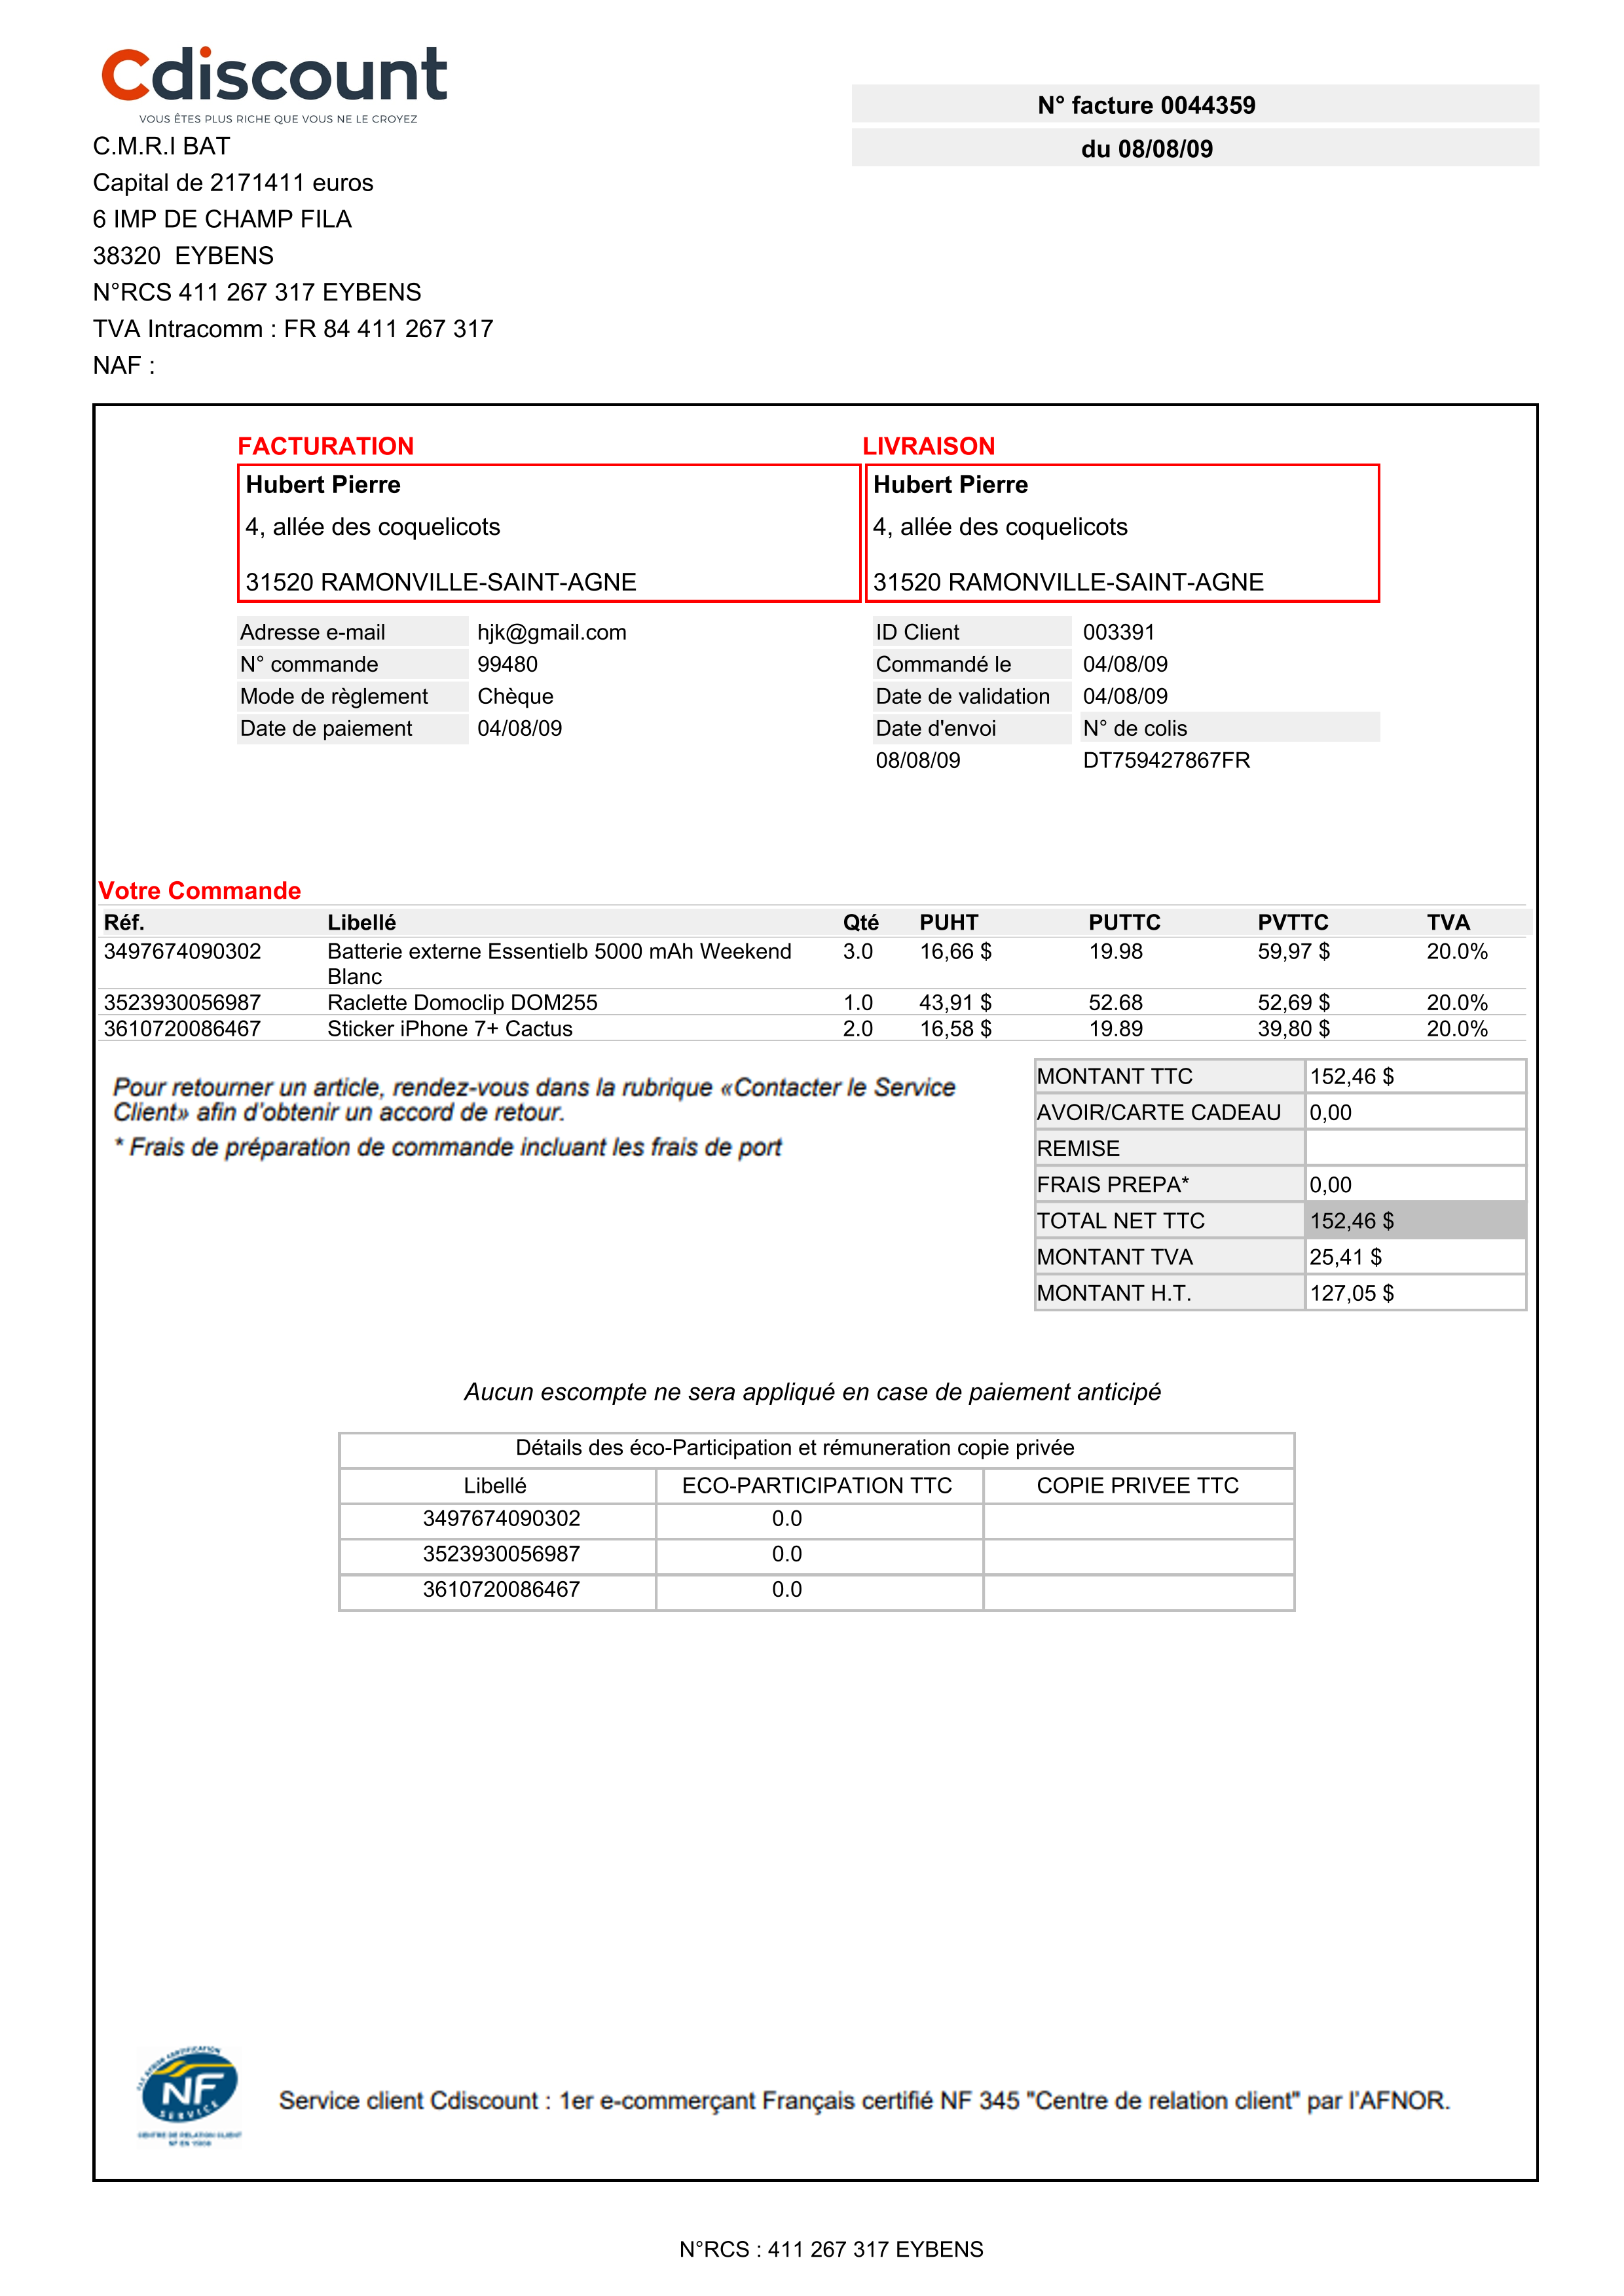 Cdiscount
VOUS ÊTES PLUS RICHE QUE VOUS NE LE CROYEZ
N° facture 0044359
du 08/08/09
C.M.R.I BAT
Capital de 2171411 euros
6 IMP DE CHAMP FILA
38320 EYBENS
N°RCS 411 267 317 EYBENS
TVA Intracomm : FR 84 411 267 317
NAF :
FACTURATION LIVRAISON
Hubert Pierre Hubert Pierre
4, allée des coquelicots 4, allée des coquelicots
31520 RAMONVILLE-SAINT-AGNE 31520 RAMONVILLE-SAINT-AGNE
Adresse e-mail hjk@gmail.com ID Client 003391
N° commande 99480 Commandé le 04/08/09
Mode de règlement Chèque Date de validation 04/08/09
Date de paiement 04/08/09 Date d'envoi N° de colis
08/08/09 DT759427867FR
Votre Commande
Réf. Libellé Qté PUHT PUTTC PVTTC TVA
3497674090302 Batterie externe Essentielb 5000 mAh Weekend 3.0 16,66 $ 19.98 59,97 $ 20.0%
Blanc
3523930056987 Raclette Domoclip DOM255 1.0 43,91 $ 52.68 52,69 $ 20.0%
3610720086467 Sticker iPhone 7+ Cactus 2.0 16,58 $ 19.89 39,80 $ 20.0%
Pour retourner un article, rendez-vous dans la rubrique «Contacter le Service
Client» afin d'obtenir un accord de retour.
* Frais de préparation de commande incluant les frais de port
MONTANT TTC 152,46 $
AVOIR/CARTE CADEAU 0,00
REMISE
FRAIS PREPA* 0,00
TOTAL NET TTC 152,46 $
MONTANT TVA 25,41 $
MONTANT H.T. 127,05 $
Aucun escompte ne sera appliqué en case de paiement anticipé
Détails des éco-Participation et rémuneration copie privée
Libellé ECO-PARTICIPATION TTC COPIE PRIVEE TTC
3497674090302 0.0
3523930056987 0.0
3610720086467 0.0
NF
SERVICE
CENTRE DE RELATION CLIENT
Service client Cdiscount : 1er e-commerçant Français certifié NF 345 "Centre de relation client" par l'AFNOR.
N°RCS : 411 267 317 EYBENS